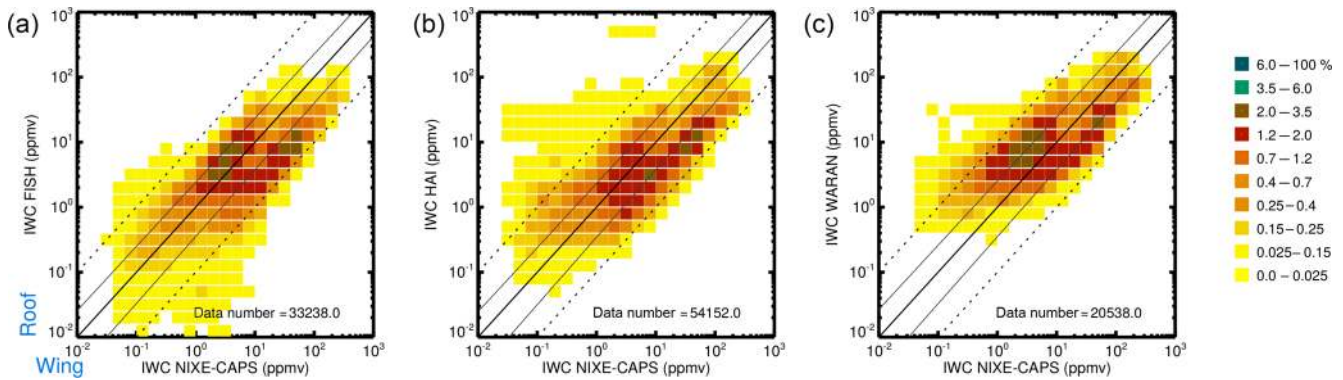 (a)
IWC FISH (ppmv)
10³
10²
10¹
10⁰
10⁻¹
10⁻²
Data number = 33238.0
10⁻² 10⁻¹ 10⁰ 10¹ 10² 10³
IWC NIXE-CAPS (ppmv)
Roof
Wing
(b)
IWC HAI (ppmv)
10³
10²
10¹
10⁰
10⁻¹
10⁻²
Data number = 54152.0
10⁻² 10⁻¹ 10⁰ 10¹ 10² 10³
IWC NIXE-CAPS (ppmv)
(c)
IWC WARAN (ppmv)
10³
10²
10¹
10⁰
10⁻¹
10⁻²
Data number = 20538.0
10⁻² 10⁻¹ 10⁰ 10¹ 10² 10³
IWC NIXE-CAPS (ppmv)
6.0 – 100 %
3.5 – 6.0
2.0 – 3.5
1.2 – 2.0
0.7 – 1.2
0.4 – 0.7
0.25 – 0.4
0.15 – 0.25
0.025 – 0.15
0.0 – 0.025